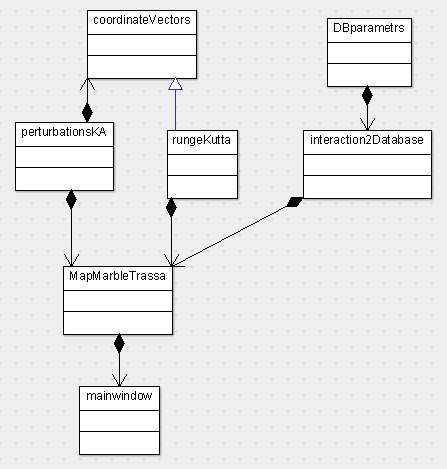 coordinateVectors
DBparametrs
perturbationsKA
rungeKutta
interaction2Database
MapMarbleTrassa
mainwindow